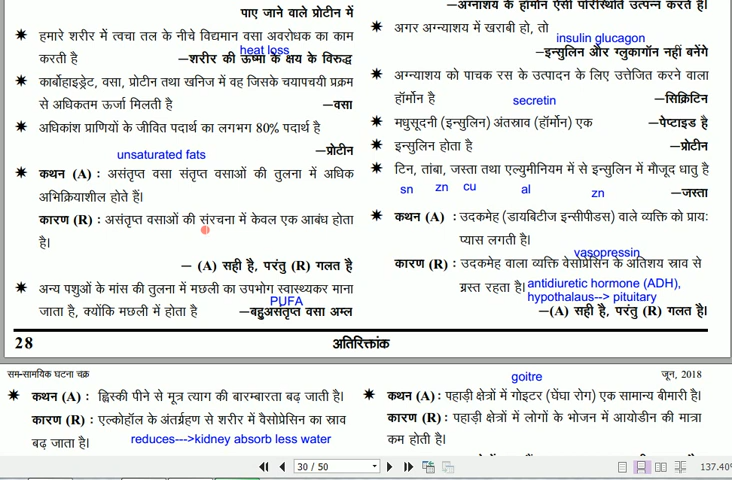 पाए जाने वाले प्रोटीन में
हमारे शरीर में त्वचा तल के नीचे विद्यमान वसा अवरोधक का काम
heat loss
करती है —शरीर की ऊष्मा के क्षय के विरुद्ध
कार्बोहाइड्रेट, वसा, प्रोटीन तथा खनिज में वह जिसके चयापचयी प्रक्रम
से अधिकतम ऊर्जा मिलती है —वसा
अधिकांश प्राणियों के जीवित पदार्थ का लगभग 80% पदार्थ है
—प्रोटीन
unsaturated fats
कथन (A) : असंतृप्त वसा संतृप्त वसाओं की तुलना में अधिक
अभिक्रियाशील होते हैं।
कारण (R) : असंतृप्त वसाओं की संरचना में केवल एक आबंध होता
है।
— (A) सही है, परंतु (R) गलत है
अन्य पशुओं के मांस की तुलना में मछली का उपभोग स्वास्थ्यकर माना
PUFA
जाता है, क्योंकि मछली में होता है —बहुअसंतृप्त वसा अम्ल
—अग्नाशय के हॉर्मोन ऐसी परिस्थिति उत्पन्न करते हैं।
अगर अग्न्याशय में खराबी हो, तो
insulin glucagon
—इन्सुलिन और ग्लुकागॉन नहीं बनेंगे
अग्न्याशय को पाचक रस के उत्पादन के लिए उत्तेजित करने वाला
हॉर्मोन है secretin —सिक्रिटिन
मधुसूदनी (इन्सुलिन) अंतस्राव (हॉर्मोन) एक —पेप्टाइड है
इन्सुलिन होता है —प्रोटीन
टिन, तांबा, जस्ता तथा एल्युमीनियम में से इन्सुलिन में मौजूद धातु है
sn zn cu al zn
—जस्ता
कथन (A) : उदकमेह (डायबिटीज इन्सीपीडस) वाले व्यक्ति को प्रायः
प्यास लगती है।
vasopressin
कारण (R) : उदकमेह वाला व्यक्ति वेसोप्रेसिन के अतिशय स्राव से
ग्रस्त रहता है। antidiuretic hormone (ADH),
hypothalaus--> pituitary
—(A) सही है, परंतु (R) गलत है।
28 अतिरिक्तांक
सम-सामयिक घटना चक्र जून, 2018
कथन (A) : ह्विस्की पीने से मूत्र त्याग की बारम्बारता बढ़ जाती है।
कारण (R) : एल्कोहॉल के अंतर्ग्रहण से शरीर में वैसोप्रेसिन का स्राव
बढ़ जाता है। reduces--->kidney absorb less water
goitre
कथन (A) : पहाड़ी क्षेत्रों में गोइटर (घेंघा रोग) एक सामान्य बीमारी है।
कारण (R) : पहाड़ी क्षेत्रों में लोगों के भोजन में आयोडीन की मात्रा
कम होती है।
30 / 50
137.40%